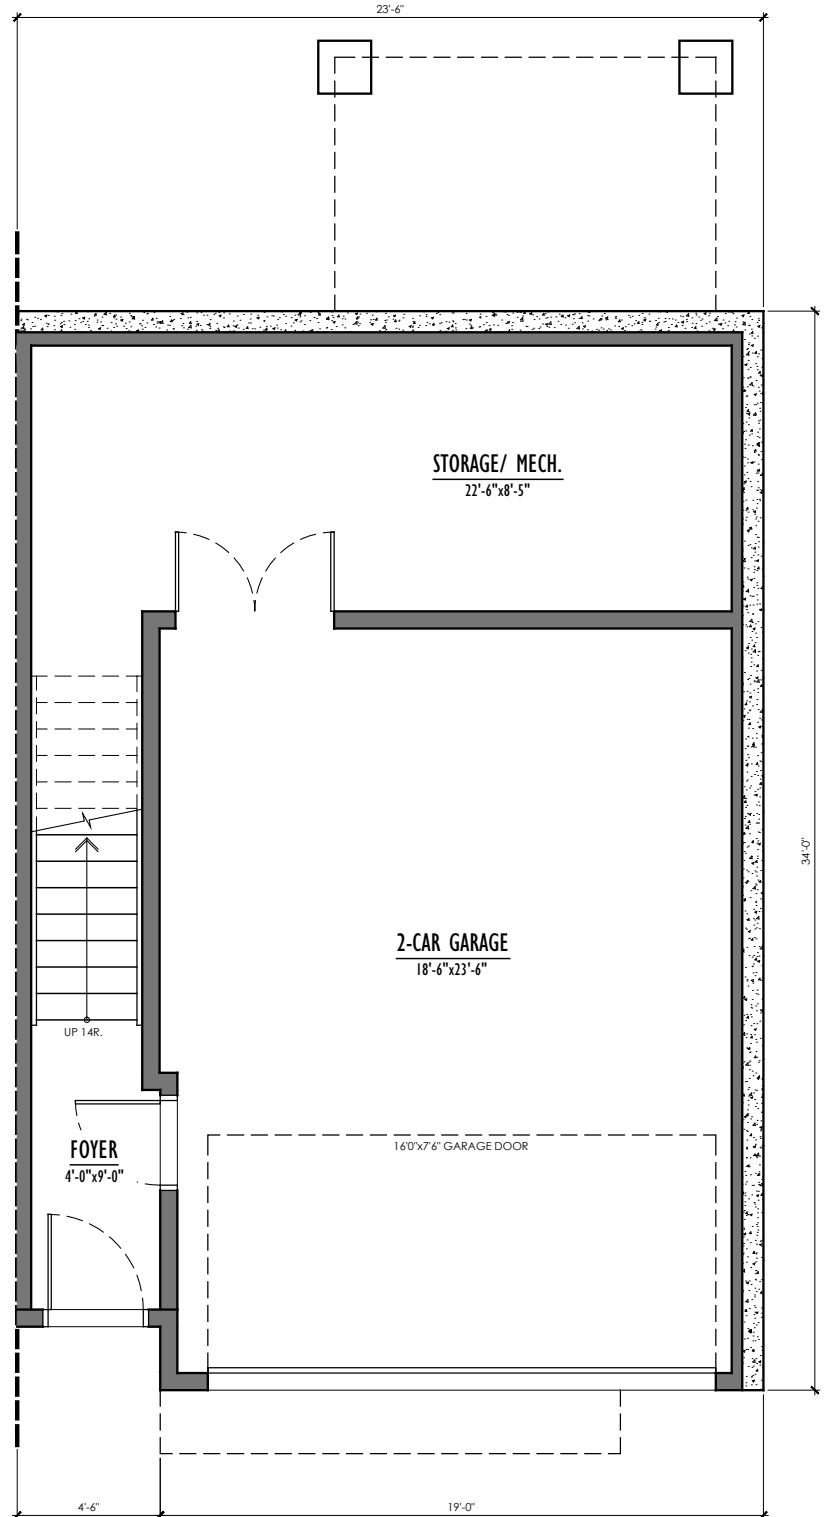 23'-6"
STORAGE/ MECH.
22'-6"x8'-5"
34'-0"
2-CAR GARAGE
18'-6"x23'-6"
UP 14R.
16'0"x7'6" GARAGE DOOR
FOYER
4'-0"x9'-0"
4'-6"
19'-0"